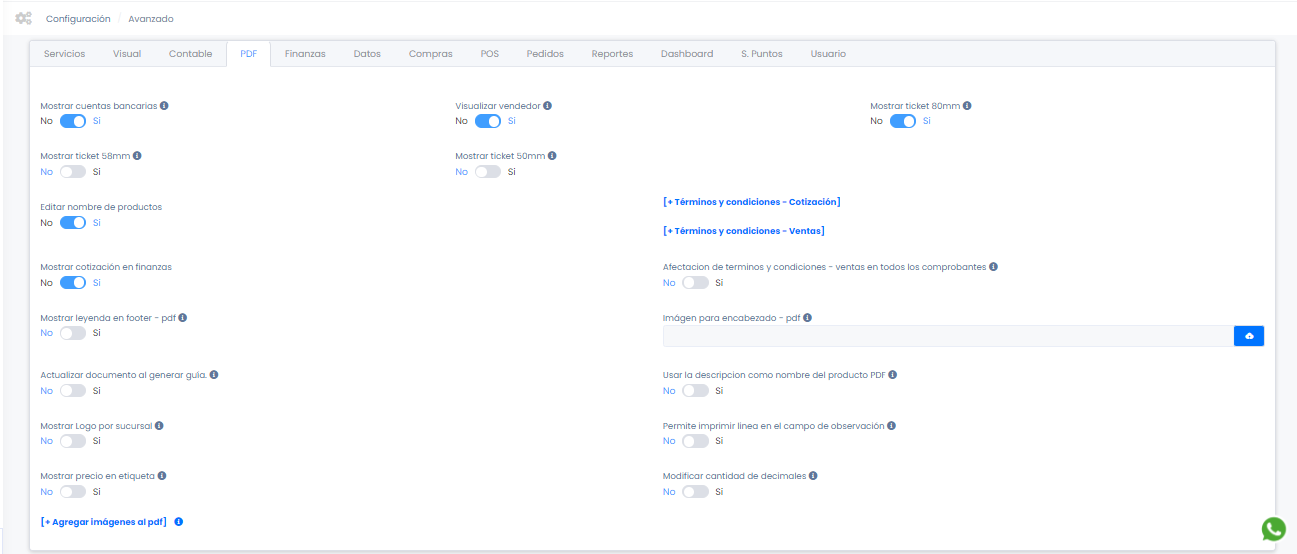 Configuración / Avanzado
Servicios Visual Contable PDF Finanzas Datos Compras POS Pedidos Reportes Dashboard S. Puntos Usuario
Mostrar cuentas bancarias Visualizar vendedor Mostrar ticket 80mm
No Si No Si No Si
Mostrar ticket 58mm Mostrar ticket 50mm
No Si No Si
Editar nombre de productos
No Si
[+ Términos y condiciones - Cotización]
[+ Términos y condiciones - Ventas]
Mostrar cotización en finanzas Afectacion de terminos y condiciones - ventas en todos los comprobantes
No Si No Si
Mostrar leyenda en footer - pdf Imágen para encabezado - pdf
No Si
Actualizar documento al generar guía. Usar la descripcion como nombre del producto PDF
No Si No Si
Mostrar Logo por sucursal Permite imprimir linea en el campo de observación
No Si No Si
Mostrar precio en etiqueta Modificar cantidad de decimales
No Si No Si
[+ Agregar imágenes al pdf]